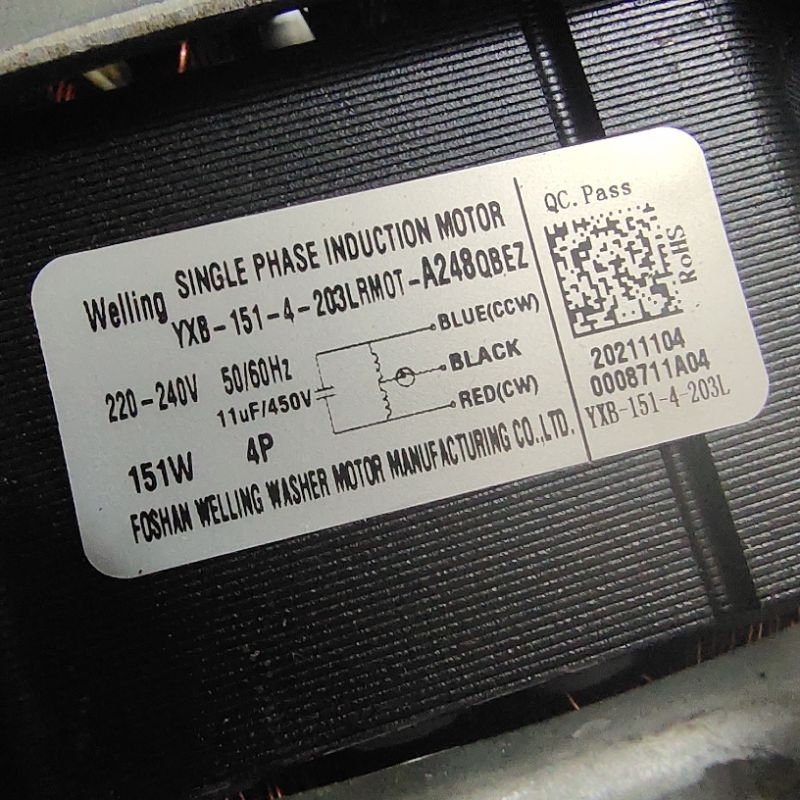 Welling SINGLE PHASE INDUCTION MOTOR
YXB-151-4-203LRMOT-A248QBEZ
220-240V 50/60Hz
11uF/450V
BLUE(CCW)
BLACK
RED(CW)
151W 4P
FOSHAN WELLING WASHER MOTOR MANUFACTURING CO.,LTD.
QC.Pass
RoHS
20211104
0008711A04
YXB-151-4-203L